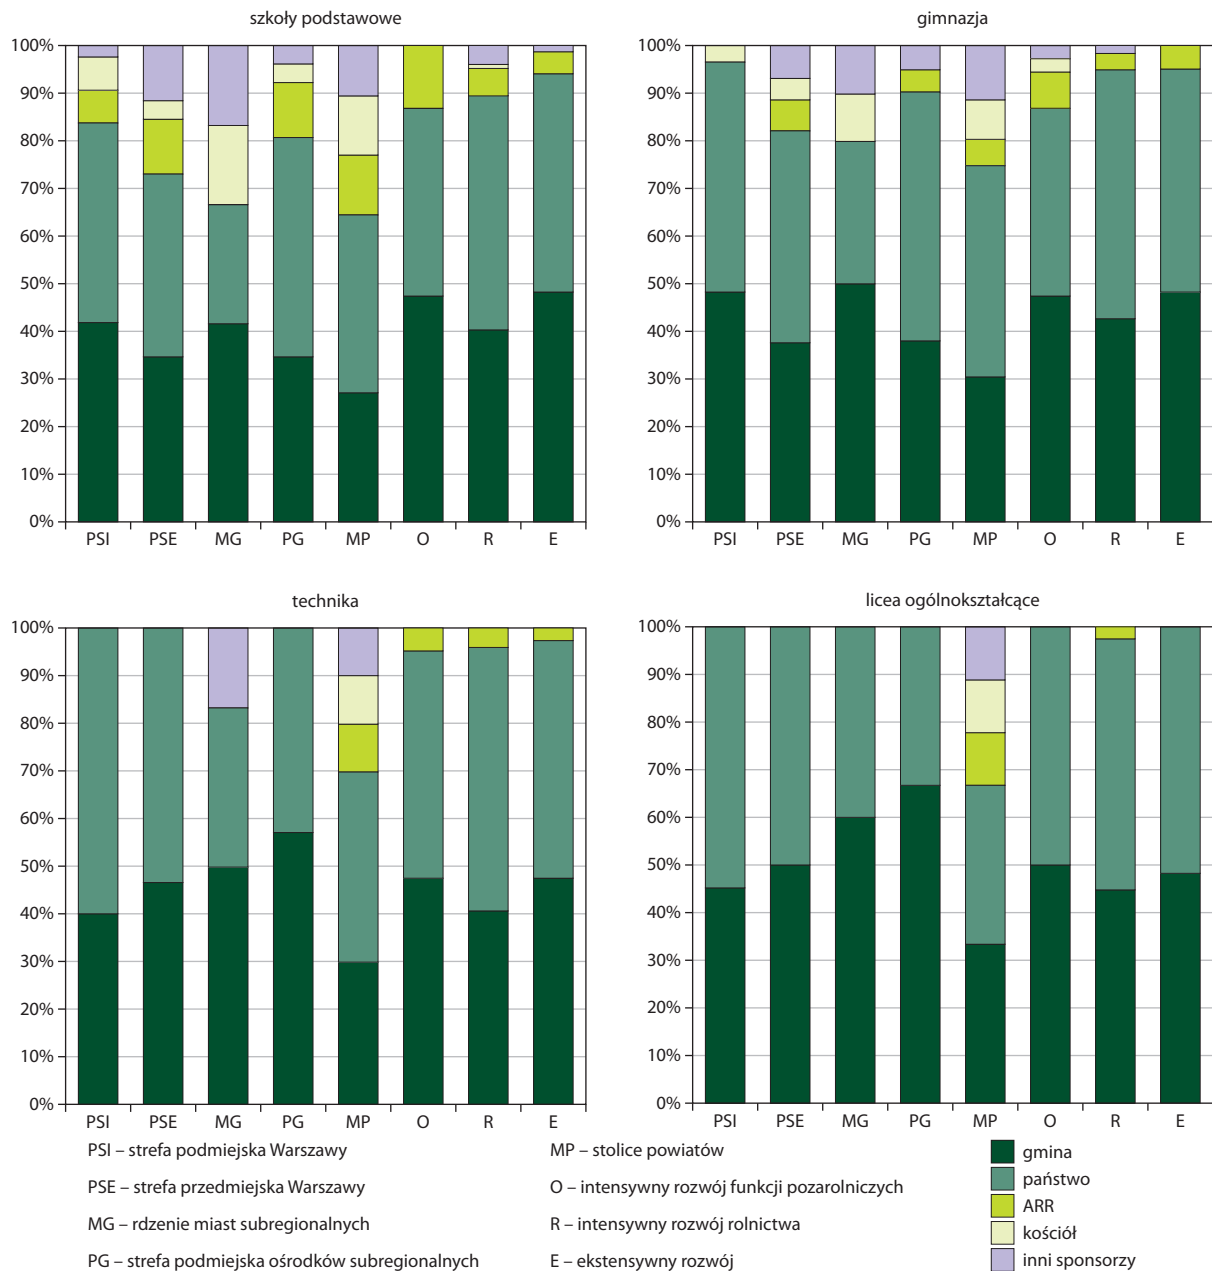 szkoły podstawowe
100%
90%
80%
70%
60%
50%
40%
30%
20%
10%
0%
PSI PSE MG PG MP O R E
gimnazja
100%
90%
80%
70%
60%
50%
40%
30%
20%
10%
0%
PSI PSE MG PG MP O R E
technika
100%
90%
80%
70%
60%
50%
40%
30%
20%
10%
0%
PSI PSE MG PG MP O R E
licea ogólnokształcące
100%
90%
80%
70%
60%
50%
40%
30%
20%
10%
0%
PSI PSE MG PG MP O R E
PSI – strefa podmiejska Warszawy
PSE – strefa przedmiejska Warszawy
MG – rdzenie miast subregionalnych
PG – strefa podmiejska ośrodków subregionalnych
MP – stolice powiatów
O – intensywny rozwój funkcji pozarolniczych
R – intensywny rozwój rolnictwa
E – ekstensywny rozwój
gmina
państwo
ARR
kościół
inni sponsorzy